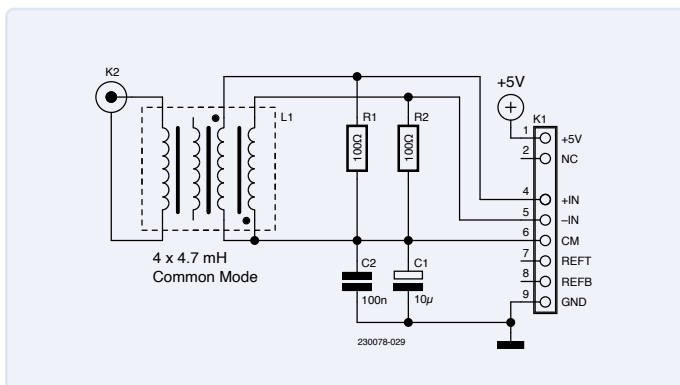 K2
L1
4 x 4.7 mH
Common Mode
R1
100Ω
R2
100Ω
C2
100n
C1
10µ
+5V
K1
1 +5V
2 NC
4 +IN
5 –IN
6 CM
7 REFT
8 REFB
9 GND
230078-029